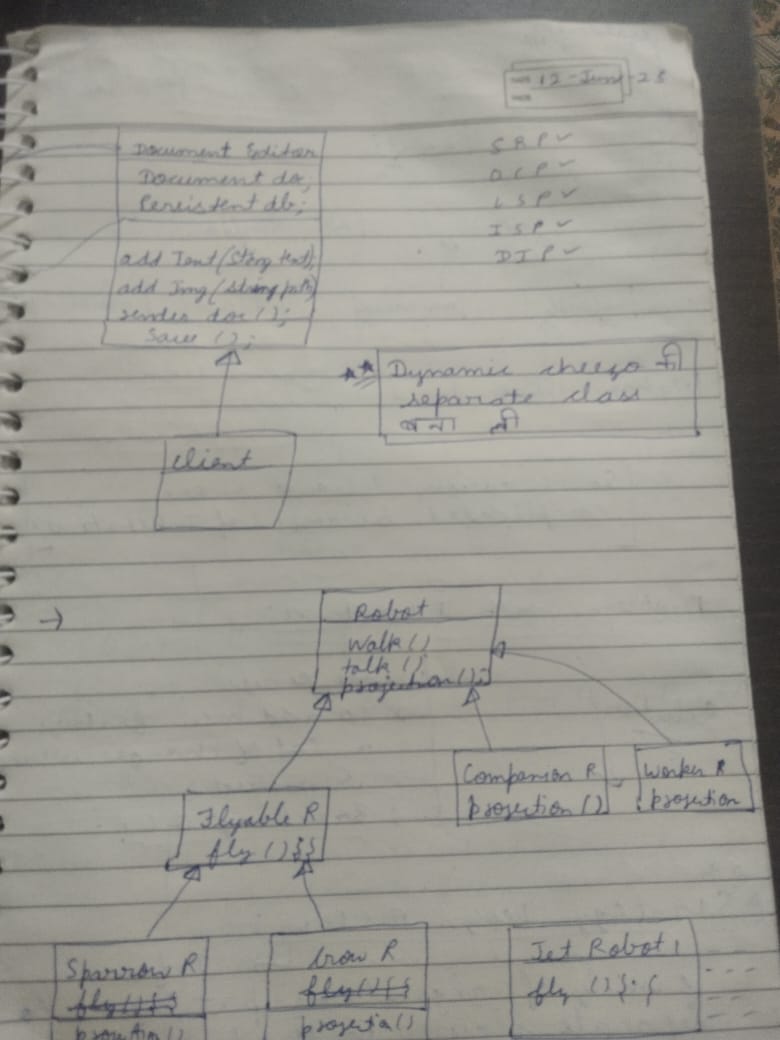 12-June-25
Document Editor
Document doc;
Persistent db;
add Text (String text);
add Img (string path)
render doc ();
Save ();
SRP ✓
OCP ✓
LSP ✓
ISP ✓
DIP ✓
Client
** Dynamic cheezo की
separate class
बना लो
→
Robot
Walk ()
talk ()
projection ();
Companion R
projection ()
Worker R
projection
Flyable R
fly () {}
Sparrow R
fly () {}
projection ()
Crow R
fly () {}
projection ()
Jet Robot
fly () {}